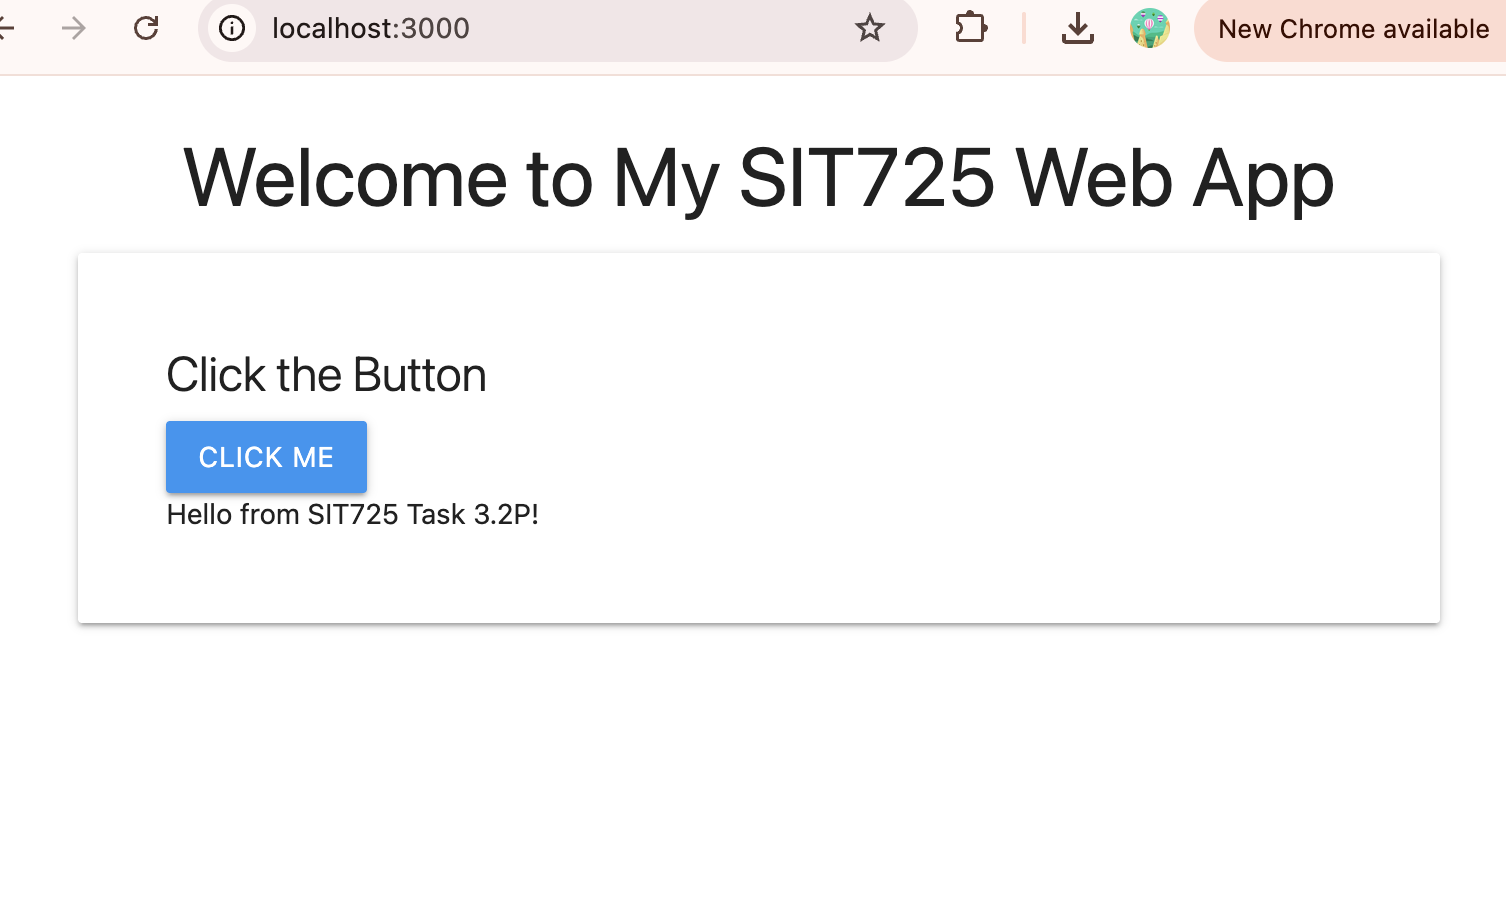 localhost:3000
New Chrome available
Welcome to My SIT725 Web App
Click the Button
CLICK ME
Hello from SIT725 Task 3.2P!